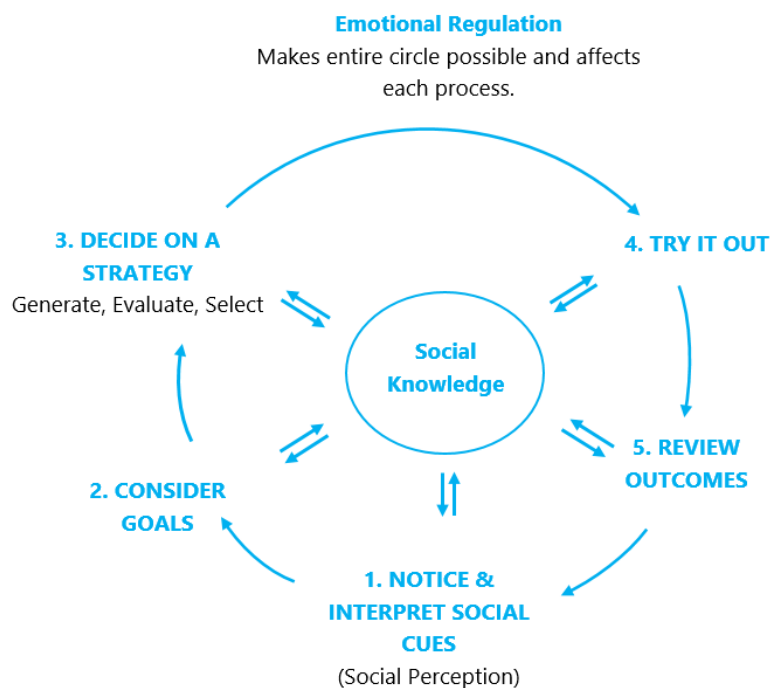 Emotional Regulation
Makes entire circle possible and affects
each process.
3. DECIDE ON A
STRATEGY
Generate, Evaluate, Select
4. TRY IT OUT
Social
Knowledge
2. CONSIDER
GOALS
5. REVIEW
OUTCOMES
1. NOTICE &
INTERPRET SOCIAL
CUES
(Social Perception)